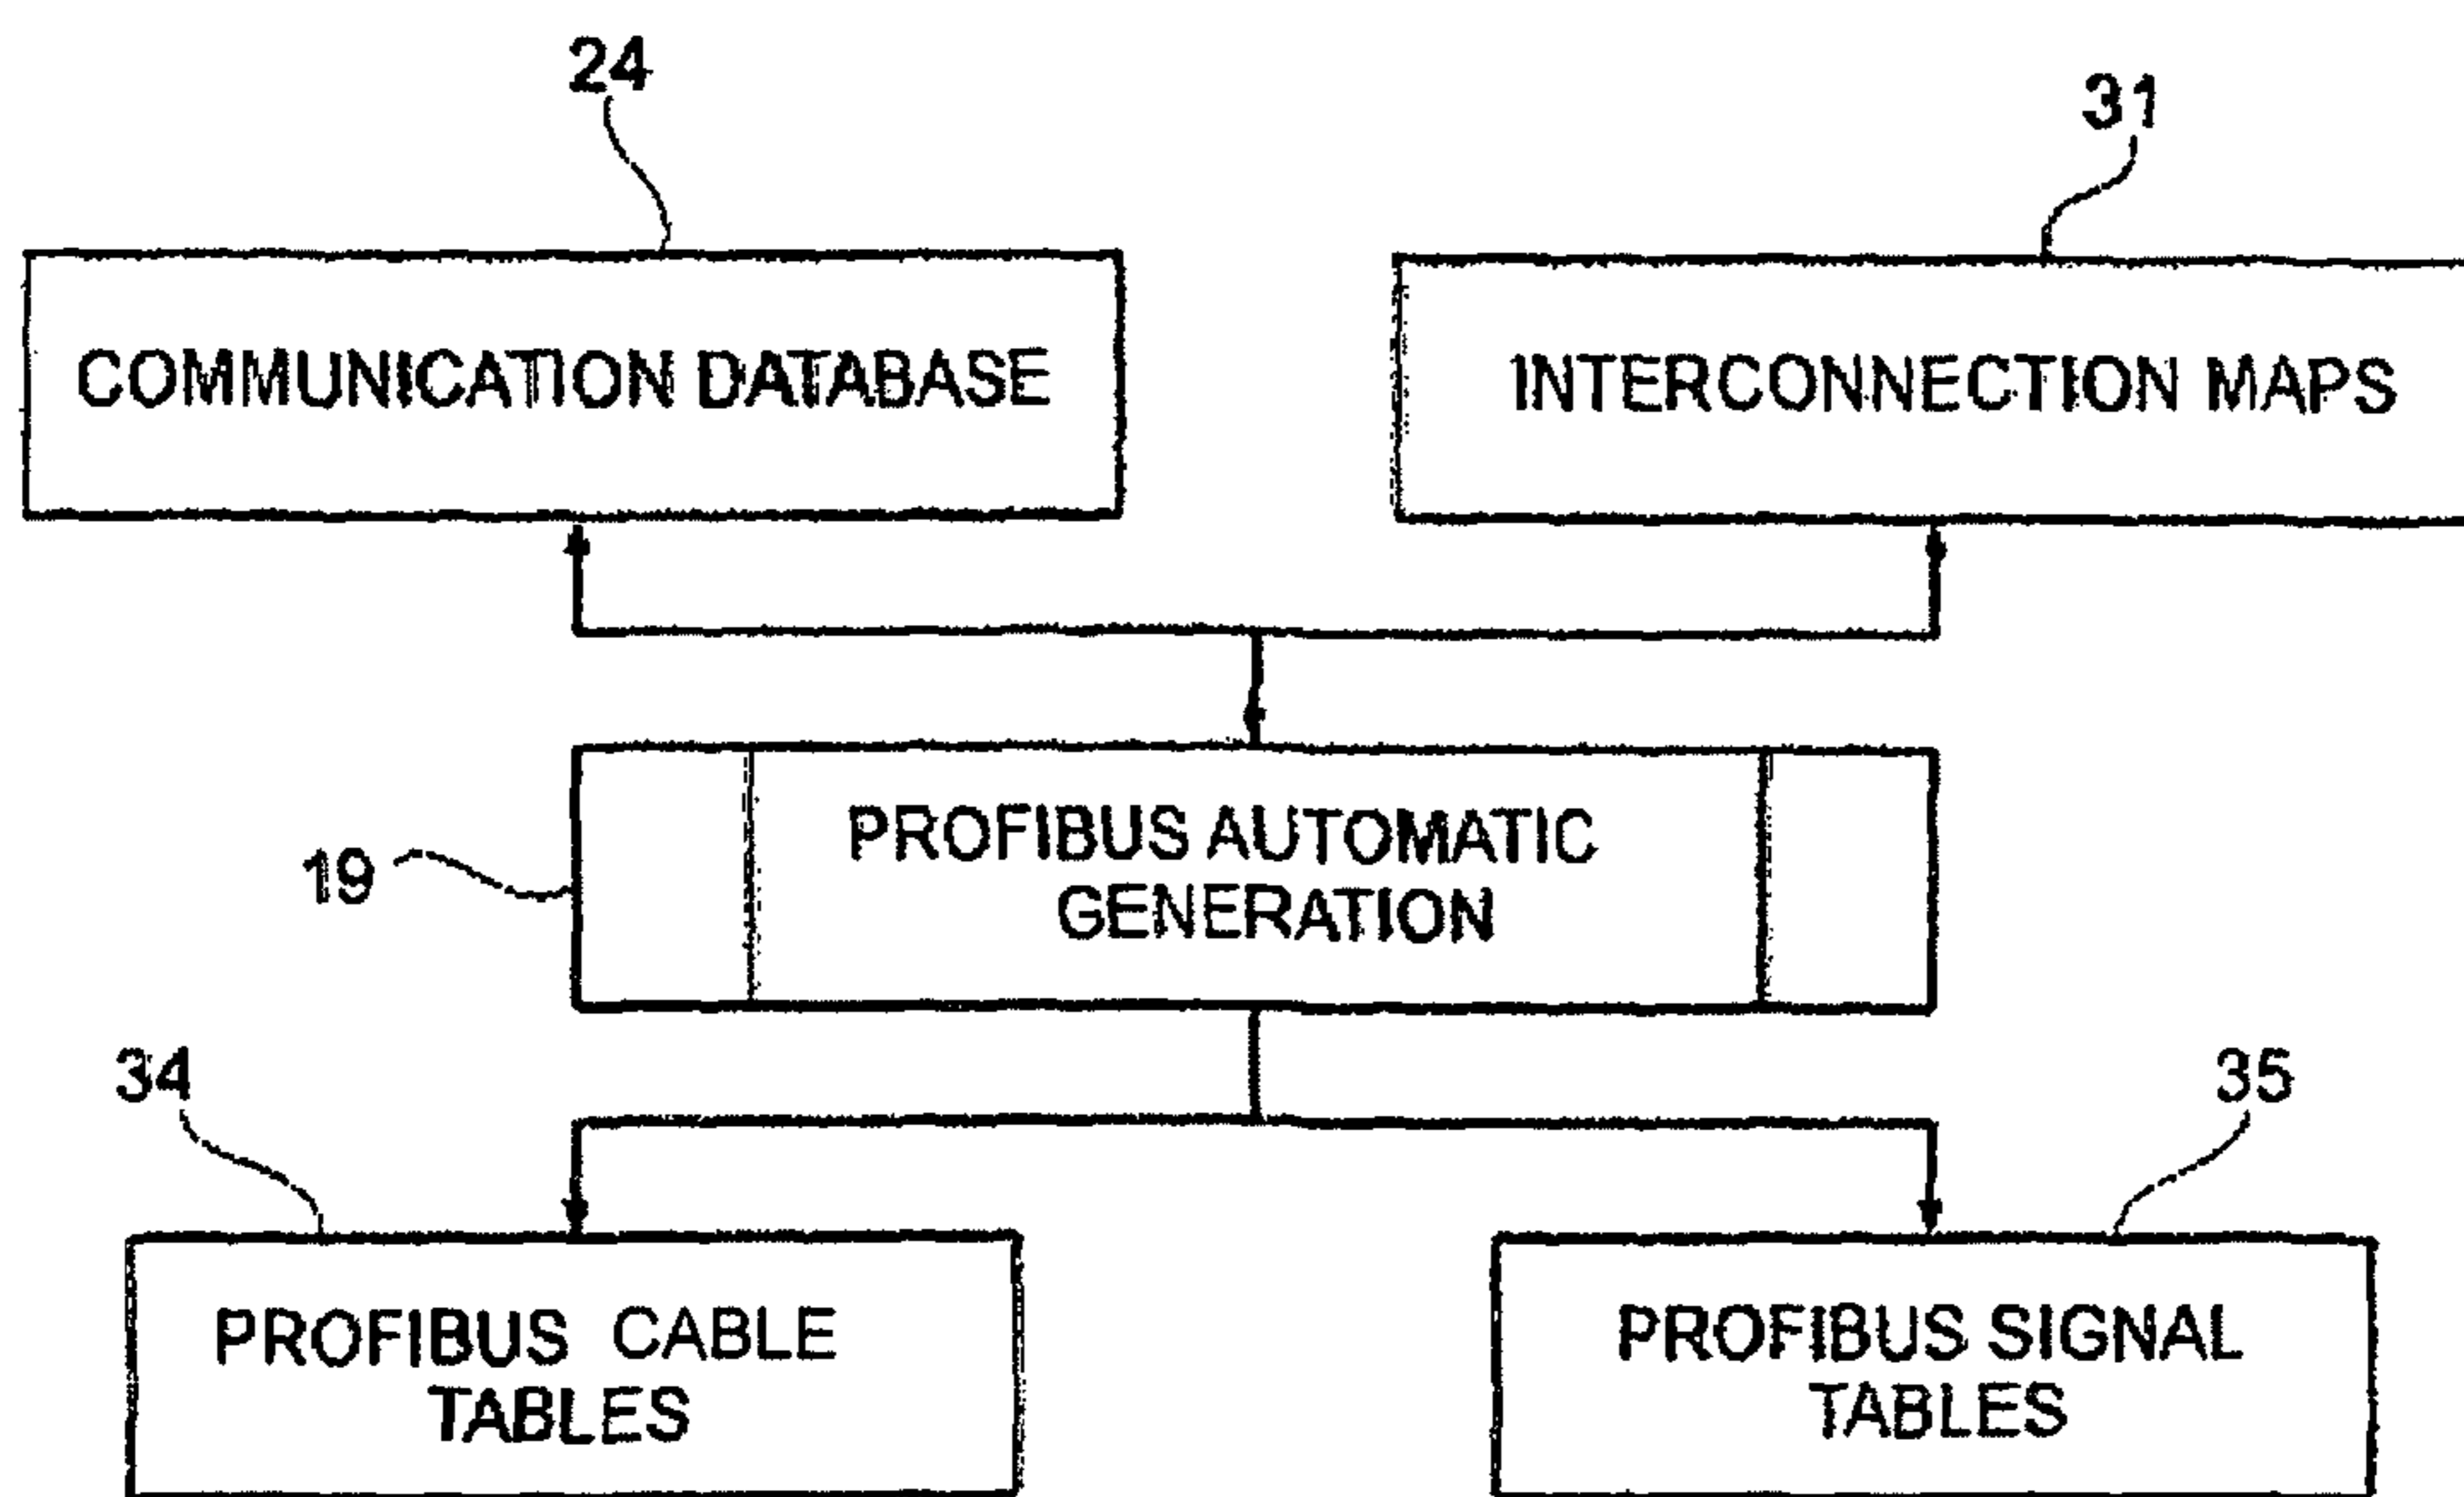 24
31
COMMUNICATION DATABASE
INTERCONNECTION MAPS
PROFIBUS AUTOMATIC
GENERATION
19
34
35
PROFIBUS CABLE
TABLES
PROFIBUS SIGNAL
TABLES